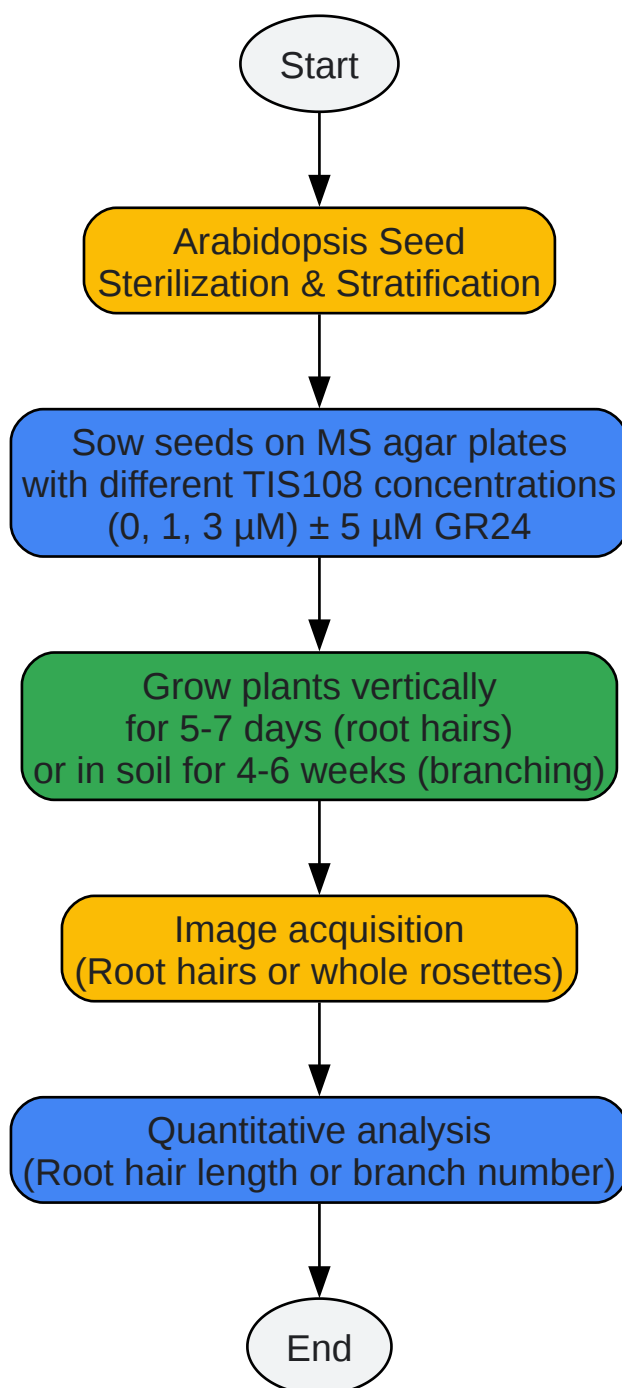 Start
Arabidopsis Seed
Sterilization & Stratification
Sow seeds on MS agar plates
with different TIS108 concentrations
(0, 1, 3 µM) ± 5 µM GR24
Grow plants vertically
for 5-7 days (root hairs)
or in soil for 4-6 weeks (branching)
Image acquisition
(Root hairs or whole rosettes)
Quantitative analysis
(Root hair length or branch number)
End